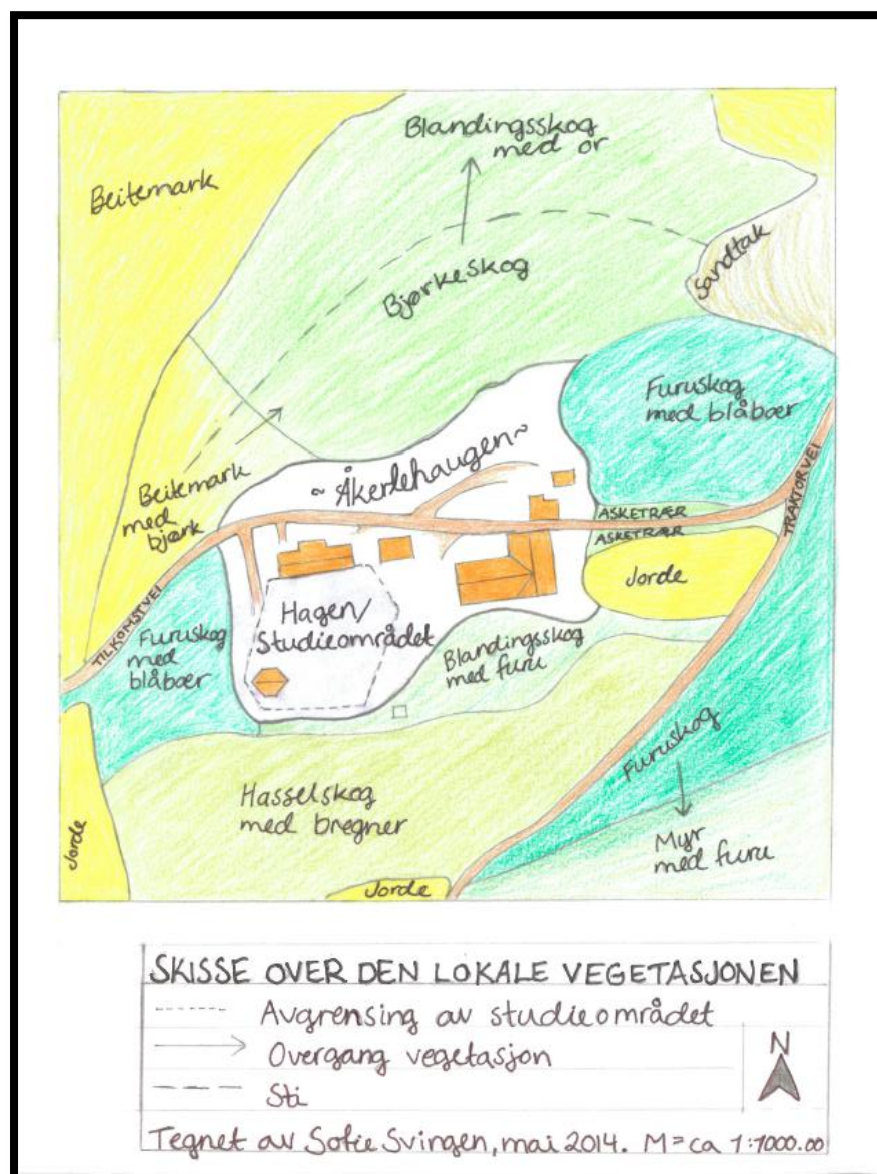 Blandingsskog
med or
Beitemark
Sandtak
Bjørkeskog
Furuskog
med blåbær
~ Åkerlehaugen ~
Beitemark
med
bjørk
TRAKTORVEI
ASKETRÆR
ASKETRÆR
Jorde
TILKOMSTVEI
Hagen/
Studieområdet
Furuskog
med
blåbær
Blandingsskog
med furu
Furuskog
Hasselskog
med bregner
Myr
med furu
Jorde
Jorde
SKISSE OVER DEN LOKALE VEGETASJONEN
Avgrensing av studieområdet
Overgang vegetasjon
Sti
N
Tegnet av Sofie Svingen, mai 2014. M = ca 1:1000.00